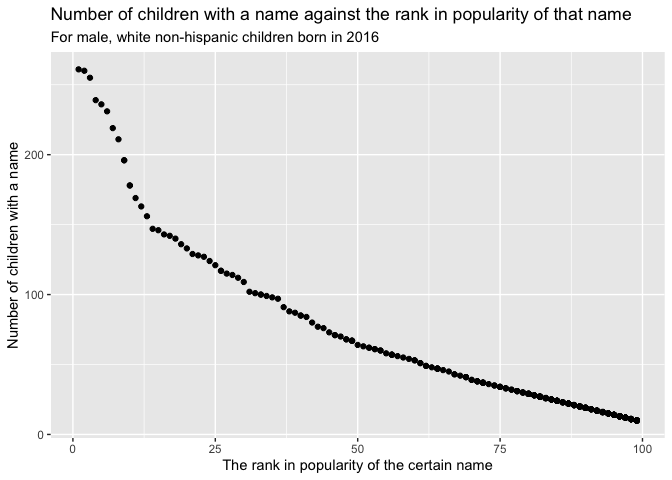 Number of children with a name against the rank in popularity of that name
For male, white non-hispanic children born in 2016
Number of children with a name
200
100
0
0 25 50 75 100
The rank in popularity of the certain name